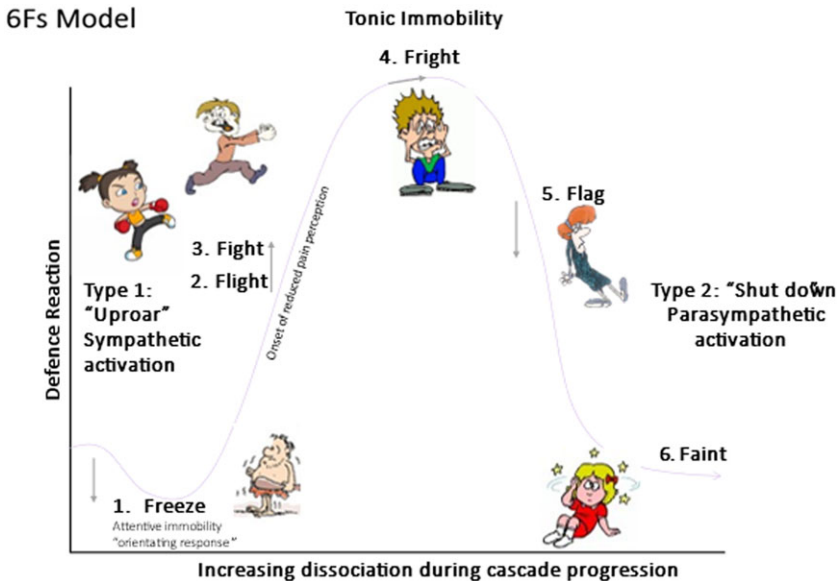 6Fs Model
Tonic Immobility
4. Fright
5. Flag
3. Fight
2. Flight
Onset of reduced pain perception
Type 1:
“Uproar”
Sympathetic
activation
Type 2: “Shut down
Parasympathetic
activation
Defence Reaction
6. Faint
1. Freeze
Attentive immobility
“orientating response”
Increasing dissociation during cascade progression